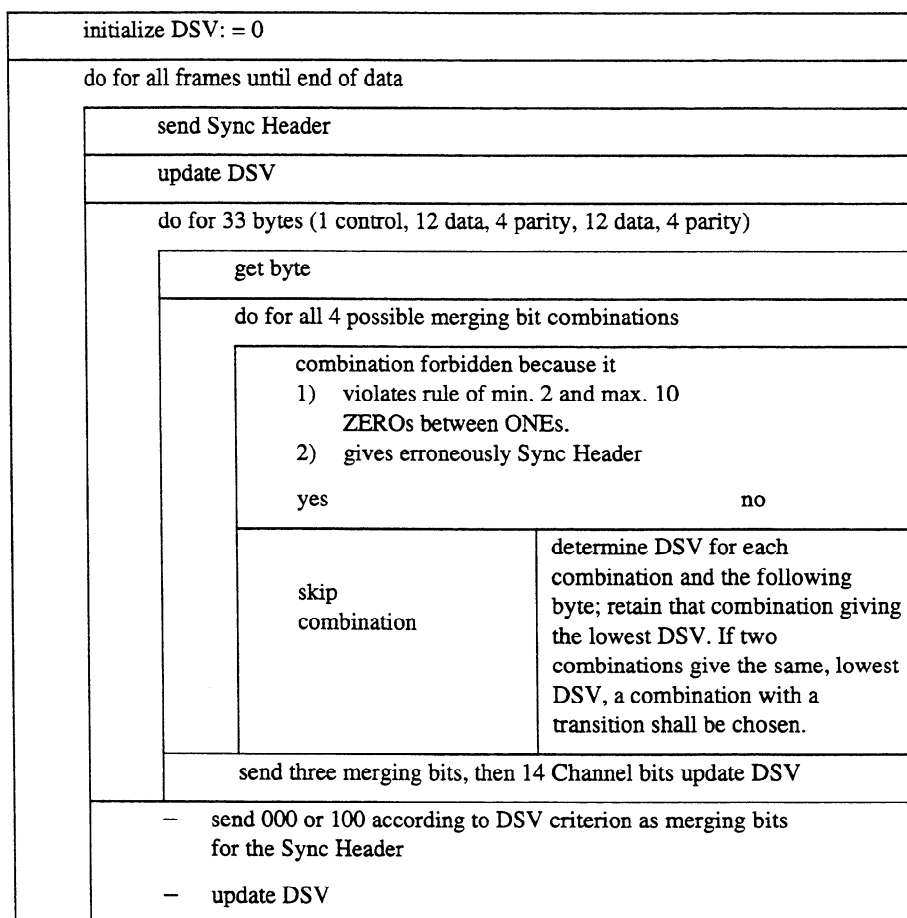 initialize DSV: = 0
do for all frames until end of data
send Sync Header
update DSV
do for 33 bytes (1 control, 12 data, 4 parity, 12 data, 4 parity)
get byte
do for all 4 possible merging bit combinations
combination forbidden because it
1) violates rule of min. 2 and max. 10
ZEROs between ONEs.
2) gives erroneously Sync Header
yes no
skip
combination
determine DSV for each
combination and the following
byte; retain that combination giving
the lowest DSV. If two
combinations give the same, lowest
DSV, a combination with a
transition shall be chosen.
send three merging bits, then 14 Channel bits update DSV
– send 000 or 100 according to DSV criterion as merging bits
for the Sync Header
– update DSV